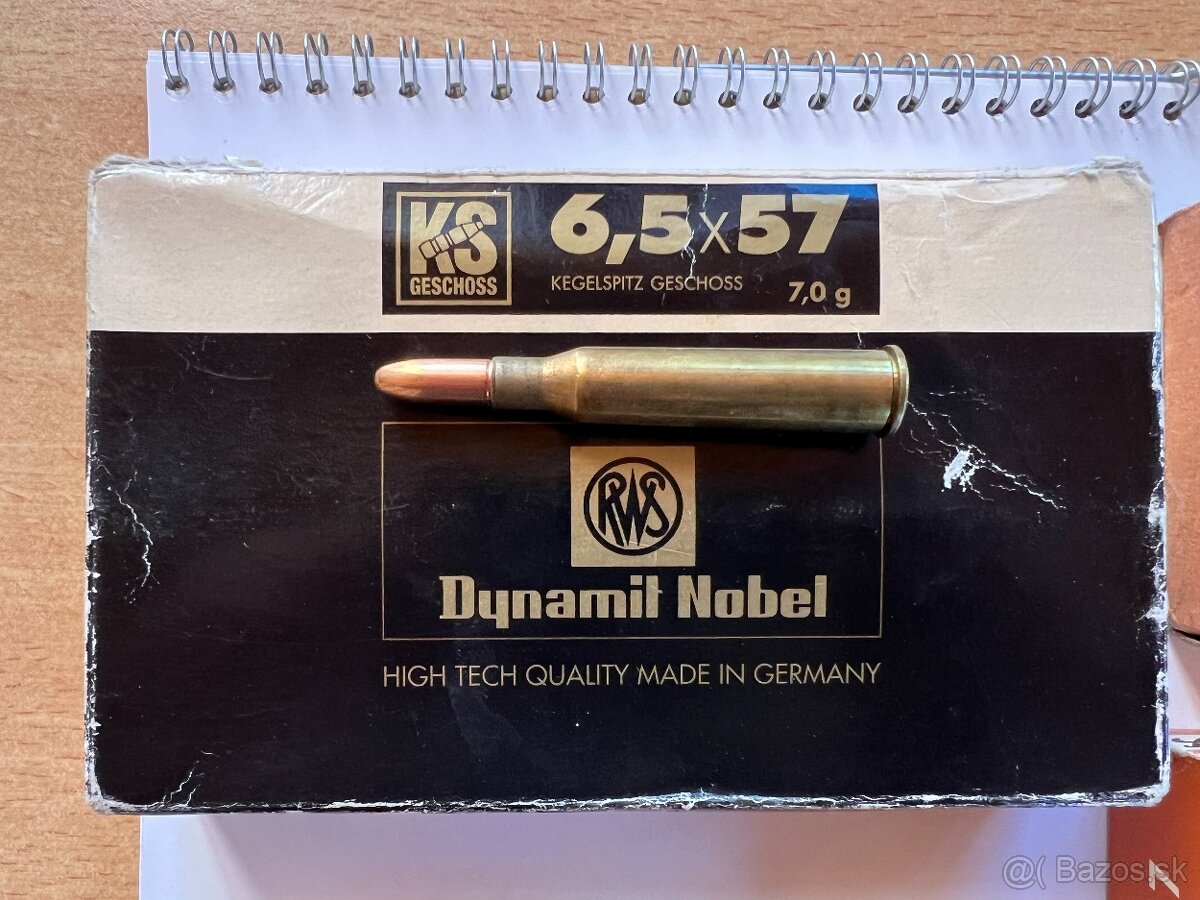 KS
GESCHOSS
6,5x57
KEGELSPITZ GESCHOSS
7,0 g
RWS
Dynamit Nobel
HIGH TECH QUALITY MADE IN GERMANY
@( Bazos.sk